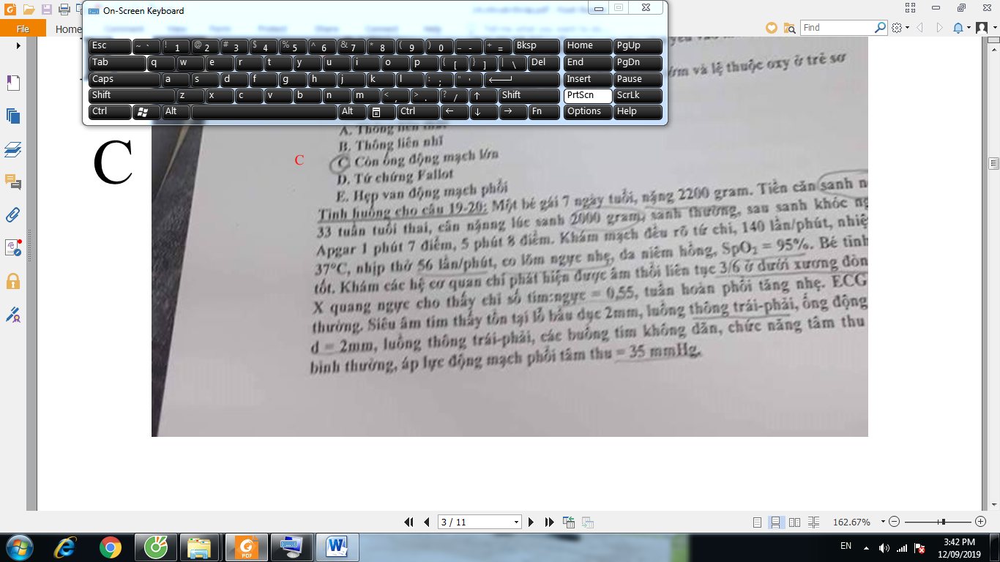 On-Screen Keyboard
File
Home
Find
Esc ~ ` ! 1 @ 2 # 3 $ 4 % 5 ^ 6 & 7 * 8 ( 9 ) 0 _ - + = Bksp Home PgUp
Tab q w e r t y u i o p { [ } ] | \ Del End PgDn
Caps a s d f g h j k l : ; " ' Insert Pause
Shift z x c v b n m < , > . ? / Shift PrtScn ScrLk
Ctrl Alt Alt Ctrl Fn Options Help
và lệ thuộc oxy ở trẻ sơ
A. Thông liên thất
B. Thông liên nhĩ
C
C
C. Còn ống động mạch lớn
D. Tứ chứng Fallot
E. Hẹp van động mạch phổi
Tình huống cho câu 19-20: Một bé gái 7 ngày tuổi, nặng 2200 gram. Tiền căn sanh
33 tuần tuổi thai, cân nặnng lúc sanh 2000 gram, sanh thường, sau sanh khóc
Apgar 1 phút 7 điểm, 5 phút 8 điểm. Khám mạch đều rõ tứ chi, 140 lần/phút,
37°C, nhịp thở 56 lần/phút, co lõm ngực nhẹ, da niêm hồng, SpO2 = 95%. Bé
tốt. Khám các hệ cơ quan chỉ phát hiện được âm thổi liên tục 3/6 ở dưới xương đòn
X quang ngực cho thấy chỉ số tim:ngực = 0,55, tuần hoàn phổi tăng nhẹ. ECG
thường. Siêu âm tim thấy tồn tại lỗ bầu dục 2mm, luồng thông trái-phải, ống động
d = 2mm, luồng thông trái-phải, các buồng tim không dãn, chức năng tâm thu
bình thường, áp lực động mạch phổi tâm thu = 35 mmHg.
3 / 11
162.67%
EN
3:42 PM
12/09/2019